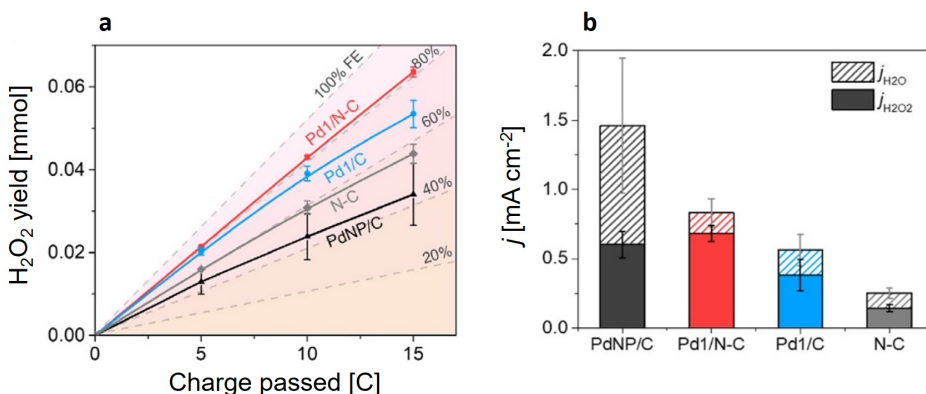 a
H₂O₂ yield [mmol]
0.06
0.04
0.02
0.00
0
5
10
15
Charge passed [C]
100% FE
80%
60%
40%
20%
Pd1/N-C
Pd1/C
N-C
PdNP/C
b
j [mA cm-2]
2.0
1.5
1.0
0.5
0.0
jH2O
jH2O2
PdNP/C
Pd1/N-C
Pd1/C
N-C